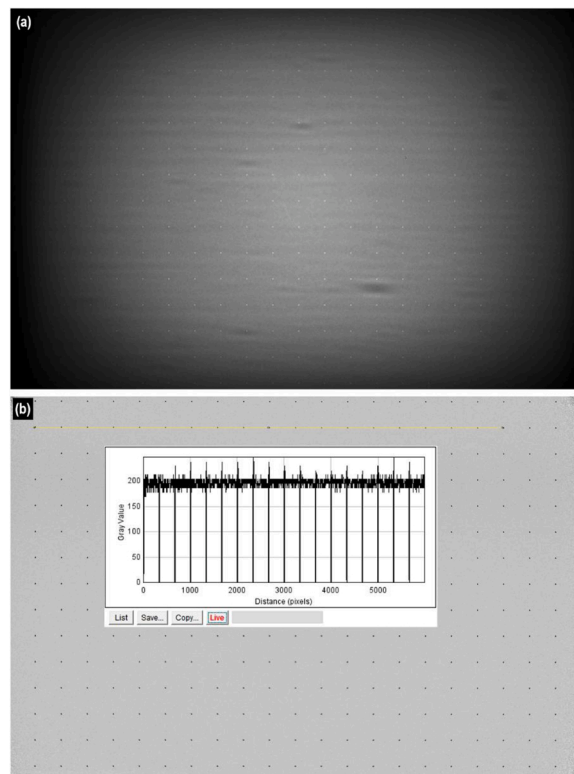 (a)
(b)
200
150
100
50
0
Gray Value
0 1000 2000 3000 4000 5000
Distance (pixels)
List Save... Copy... Live